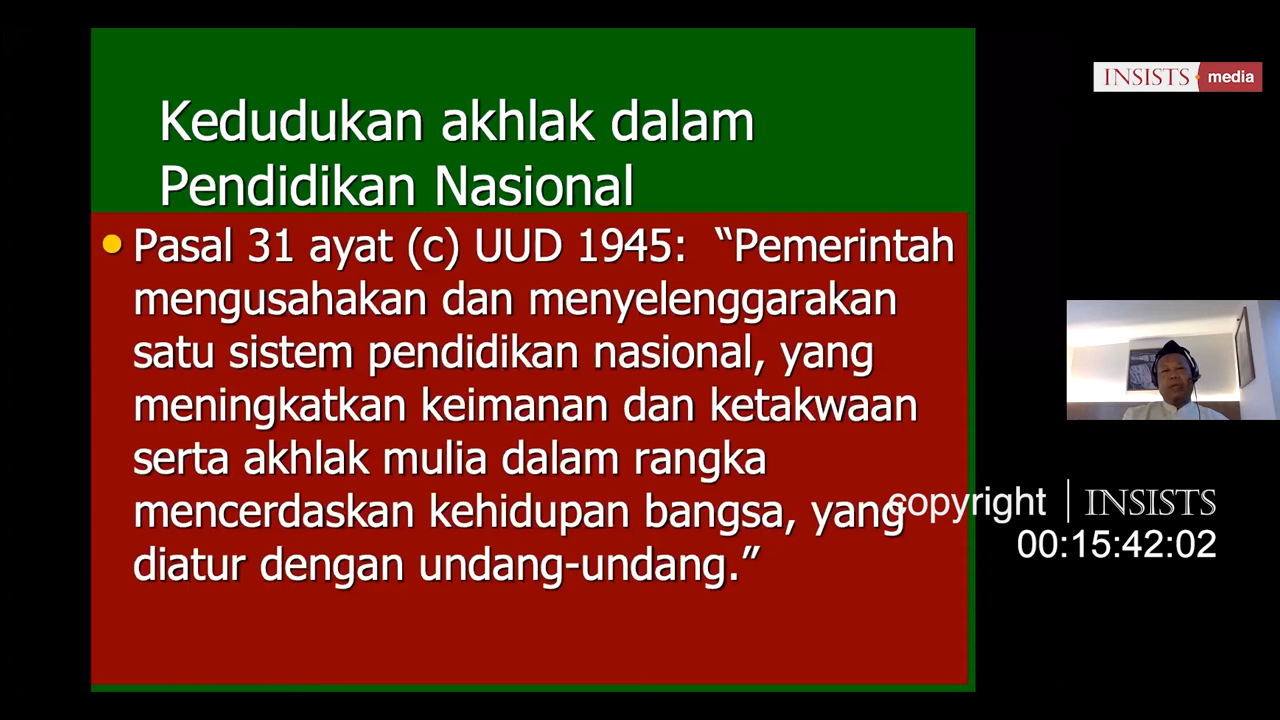 Kedudukan akhlak dalam
Pendidikan Nasional
Pasal 31 ayat (c) UUD 1945: “Pemerintah
mengusahakan dan menyelenggarakan
satu sistem pendidikan nasional, yang
meningkatkan keimanan dan ketakwaan
serta akhlak mulia dalam rangka
mencerdaskan kehidupan bangsa, yang
diatur dengan undang-undang.”
INSISTS media
copyright | INSISTS
00:15:42:02